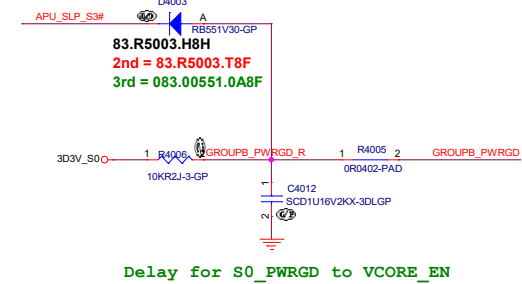 D4003
APU_SLP_S3#
A
RB551V30-GP
83.R5003.H8H
2nd = 83.R5003.T8F
3rd = 083.00551.0A8F
3D3V_S0
1
R4006
GROUPB_PWRGD_R
1
R4005
2
GROUPB_PWRGD
10KR2J-3-GP
0R0402-PAD
1
C4012
SCD1U16V2KX-3DLGP
2
Delay for S0_PWRGD to VCORE_EN